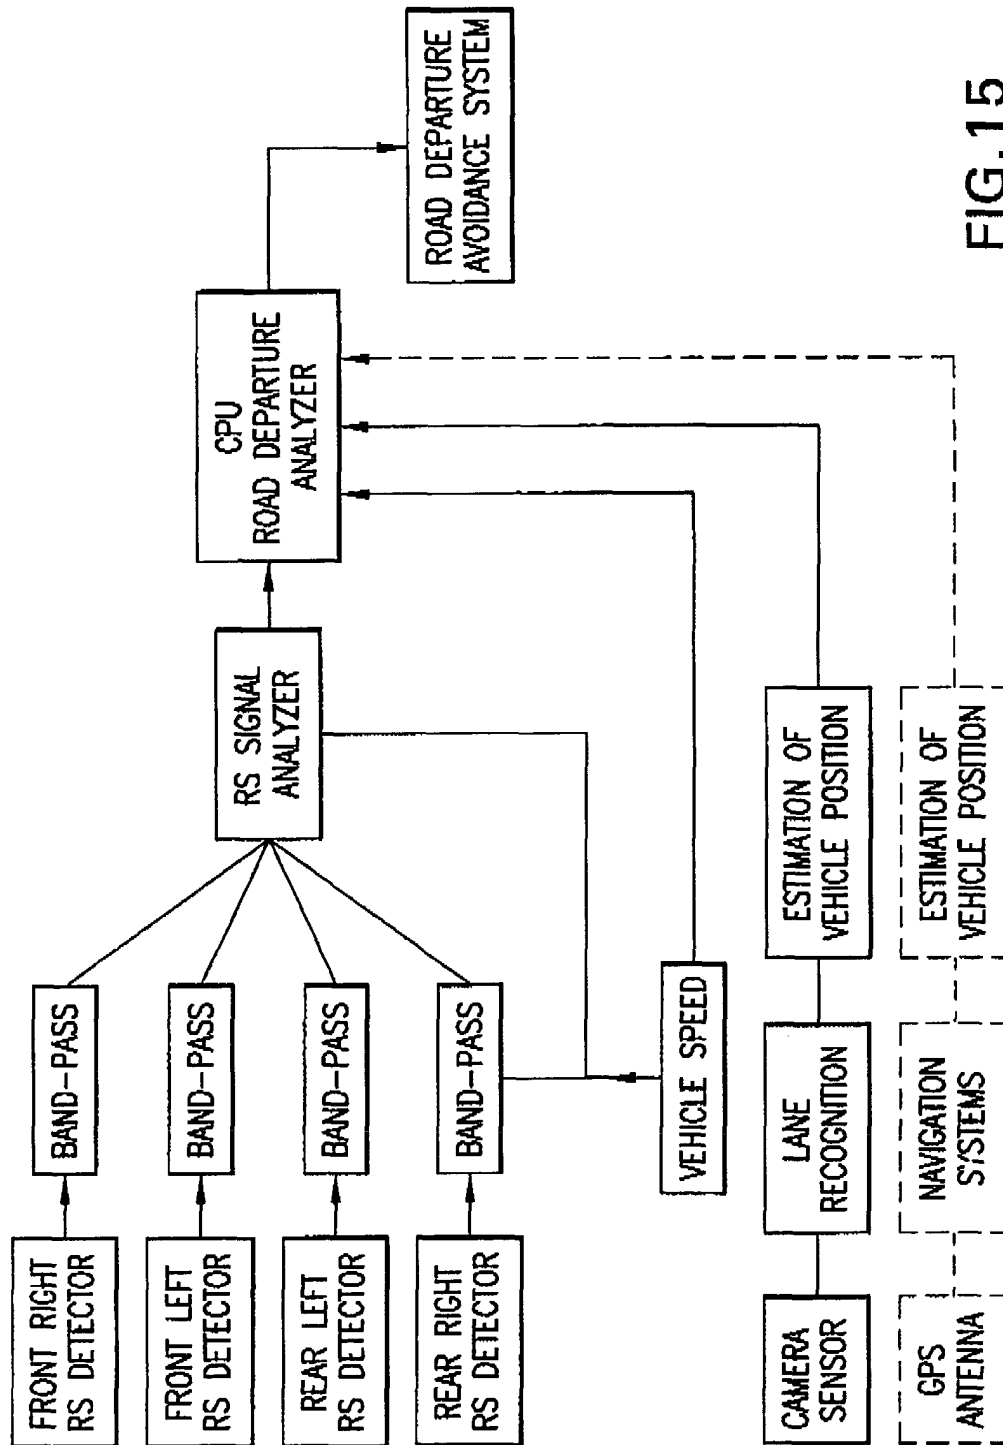 FRONT RIGHT
RS DETECTOR
BAND-PASS
FRONT LEFT
RS DETECTOR
BAND-PASS
REAR LEFT
RS DETECTOR
BAND-PASS
REAR RIGHT
RS DETECTOR
BAND-PASS
RS SIGNAL
ANALYZER
CPU
ROAD DEPARTURE
ANALYZER
ROAD DEPARTURE
AVOIDANCE SYSTEM
VEHICLE SPEED
CAMERA
SENSOR
LANE
RECOGNITION
ESTIMATION OF
VEHICLE POSITION
GPS
ANTENNA
NAVIGATION
SYSTEMS
ESTIMATION OF
VEHICLE POSITION
FIG.15